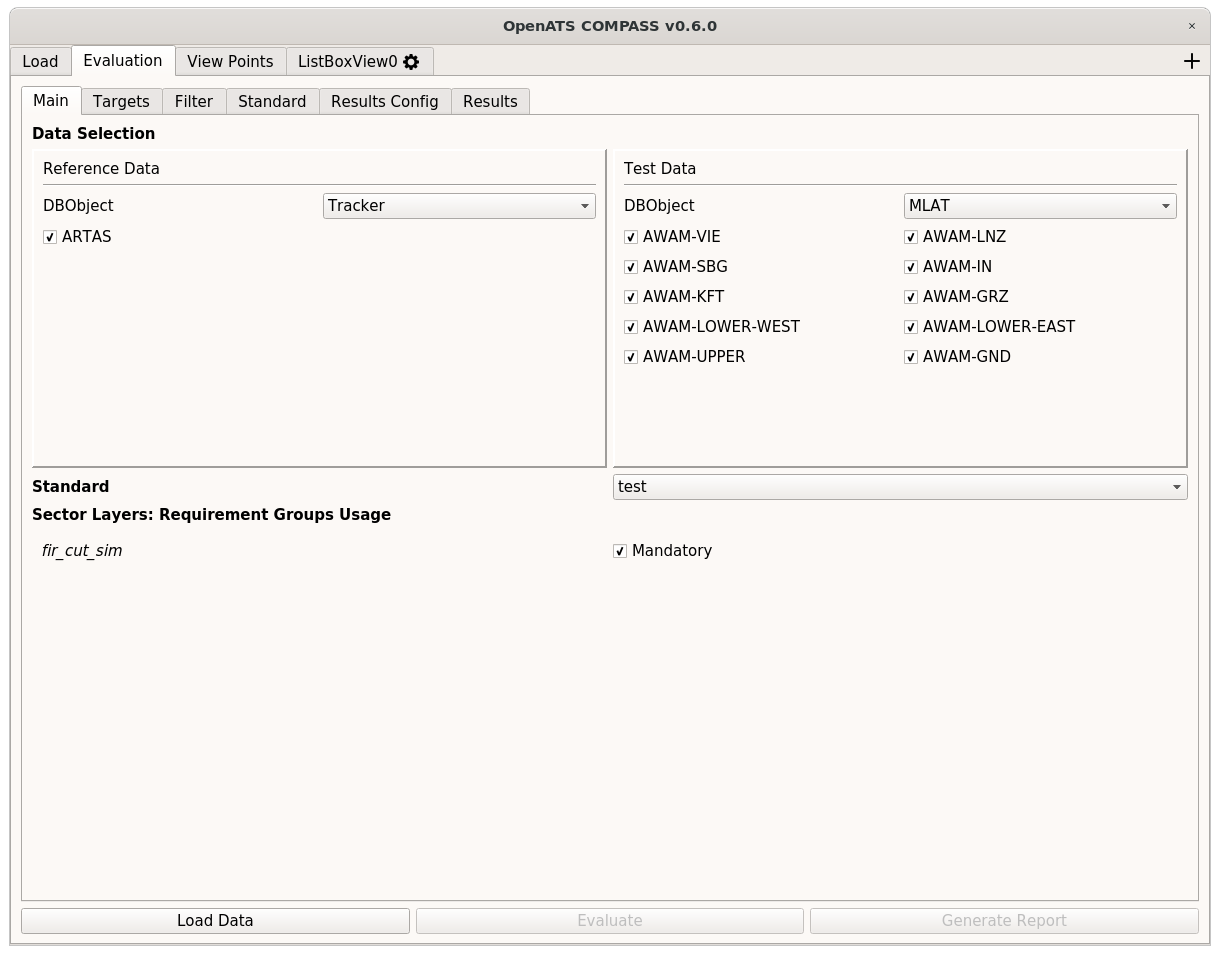 OpenATS COMPASS v0.6.0
×
Load
Evaluation
View Points
ListBoxView0
Main
Targets
Filter
Standard
Results Config
Results
Data Selection
Reference Data
DBObject
Tracker
ARTAS
Test Data
DBObject
MLAT
AWAM-VIE
AWAM-LNZ
AWAM-SBG
AWAM-IN
AWAM-KFT
AWAM-GRZ
AWAM-LOWER-WEST
AWAM-LOWER-EAST
AWAM-UPPER
AWAM-GND
Standard
test
Sector Layers: Requirement Groups Usage
fir_cut_sim
Mandatory
Load Data
Evaluate
Generate Report